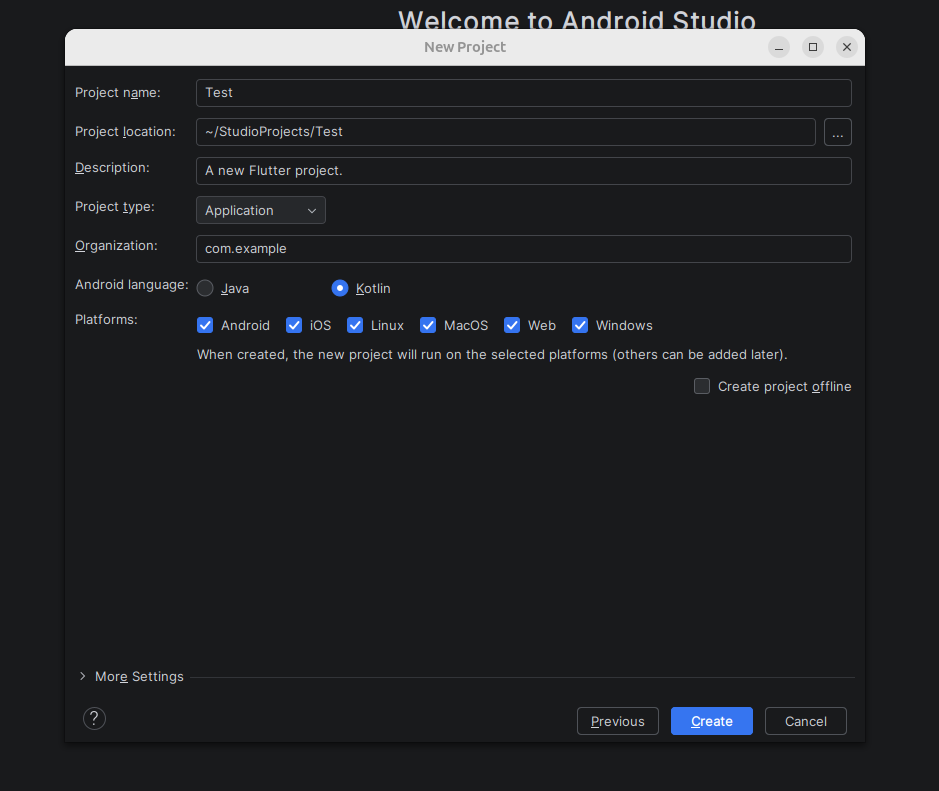 Welcome to Android Studio
New Project
Project name: Test
Project location: ~/StudioProjects/Test ...
Description: A new Flutter project.
Project type: Application
Organization: com.example
Android language: Java Kotlin
Platforms: Android iOS Linux MacOS Web Windows
When created, the new project will run on the selected platforms (others can be added later).
Create project offline
More Settings
? Previous Create Cancel